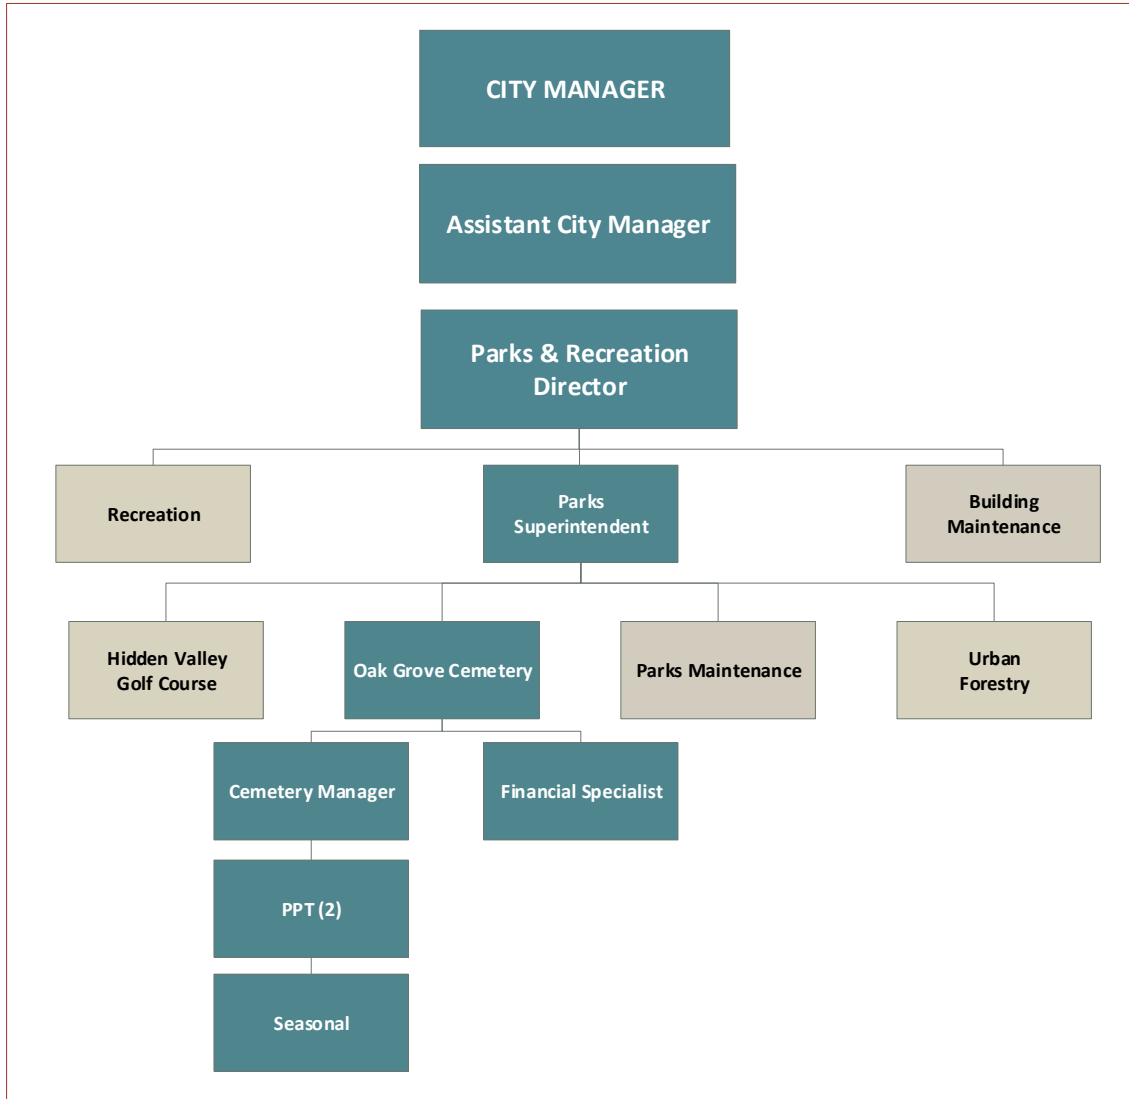 CITY MANAGER
Assistant City Manager
Parks & Recreation
Director
Recreation
Parks
Superintendent
Building
Maintenance
Hidden Valley
Golf Course
Oak Grove Cemetery
Parks Maintenance
Urban
Forestry
Cemetery Manager
Financial Specialist
PPT (2)
Seasonal